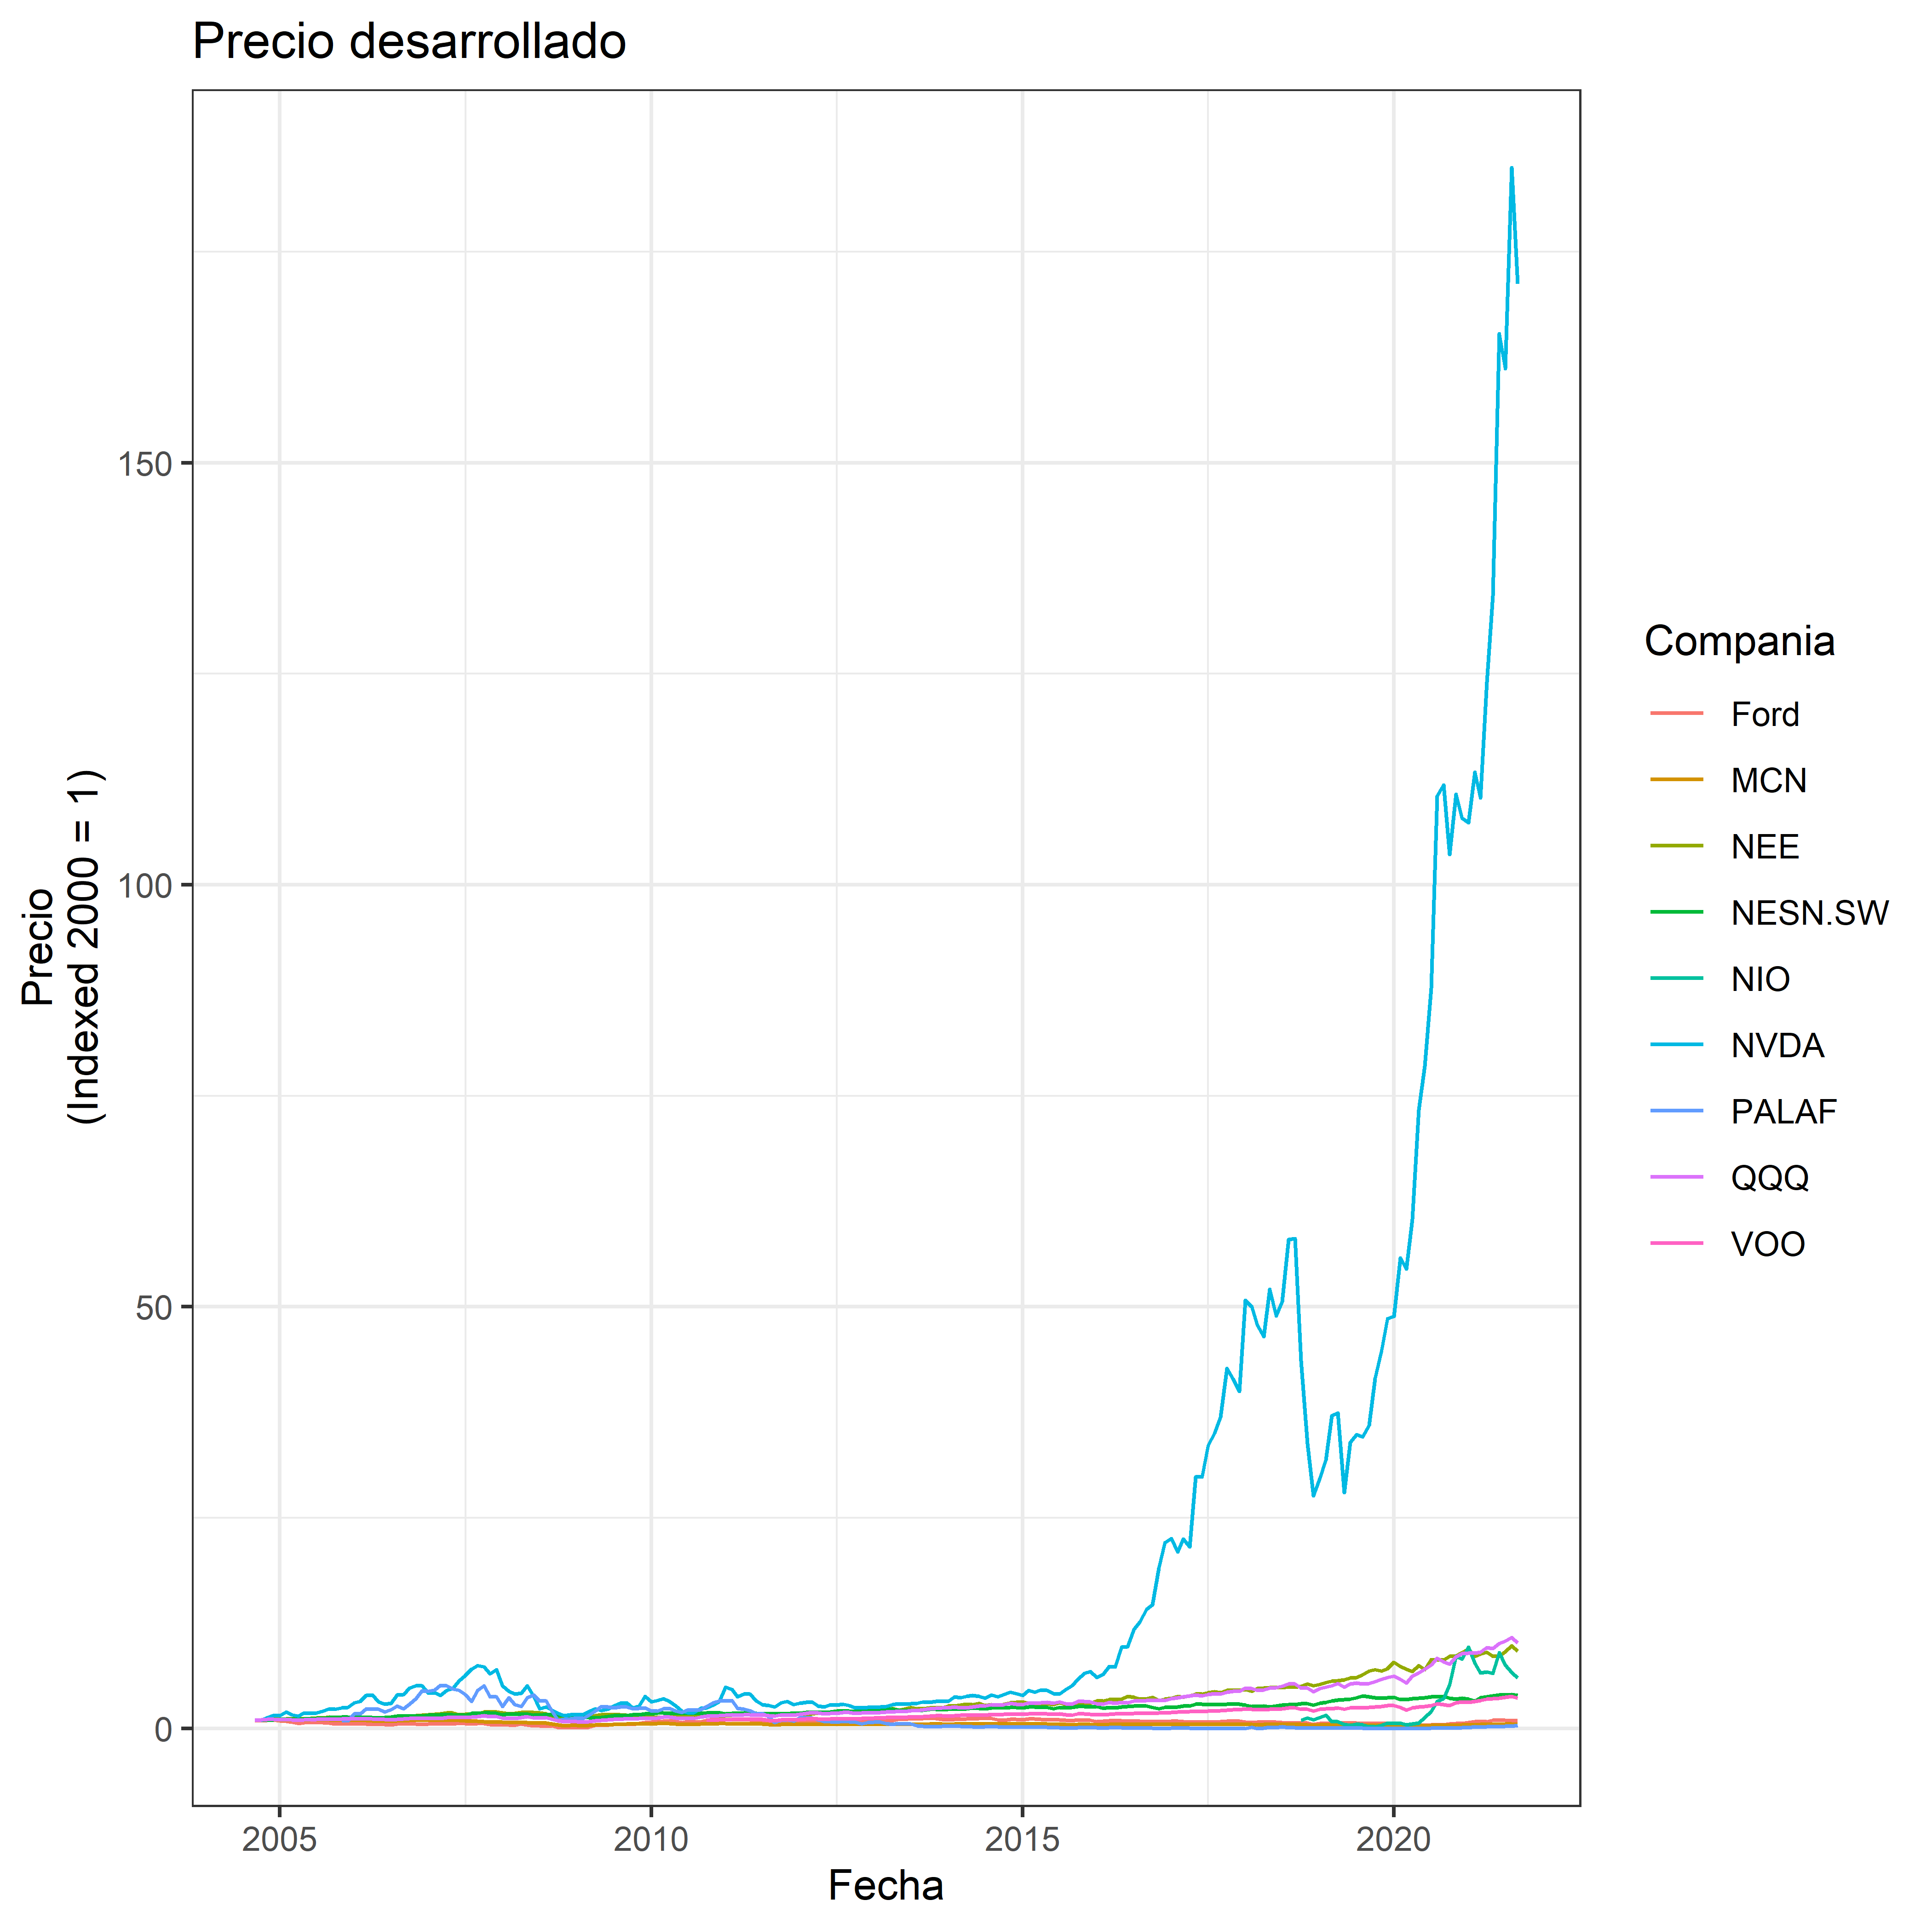 Precio desarrollado
Precio
(Indexed 2000 = 1)
150
100
50
0
2005
2010
2015
2020
Fecha
Compania
Ford
MCN
NEE
NESN.SW
NIO
NVDA
PALAF
QQQ
VOO